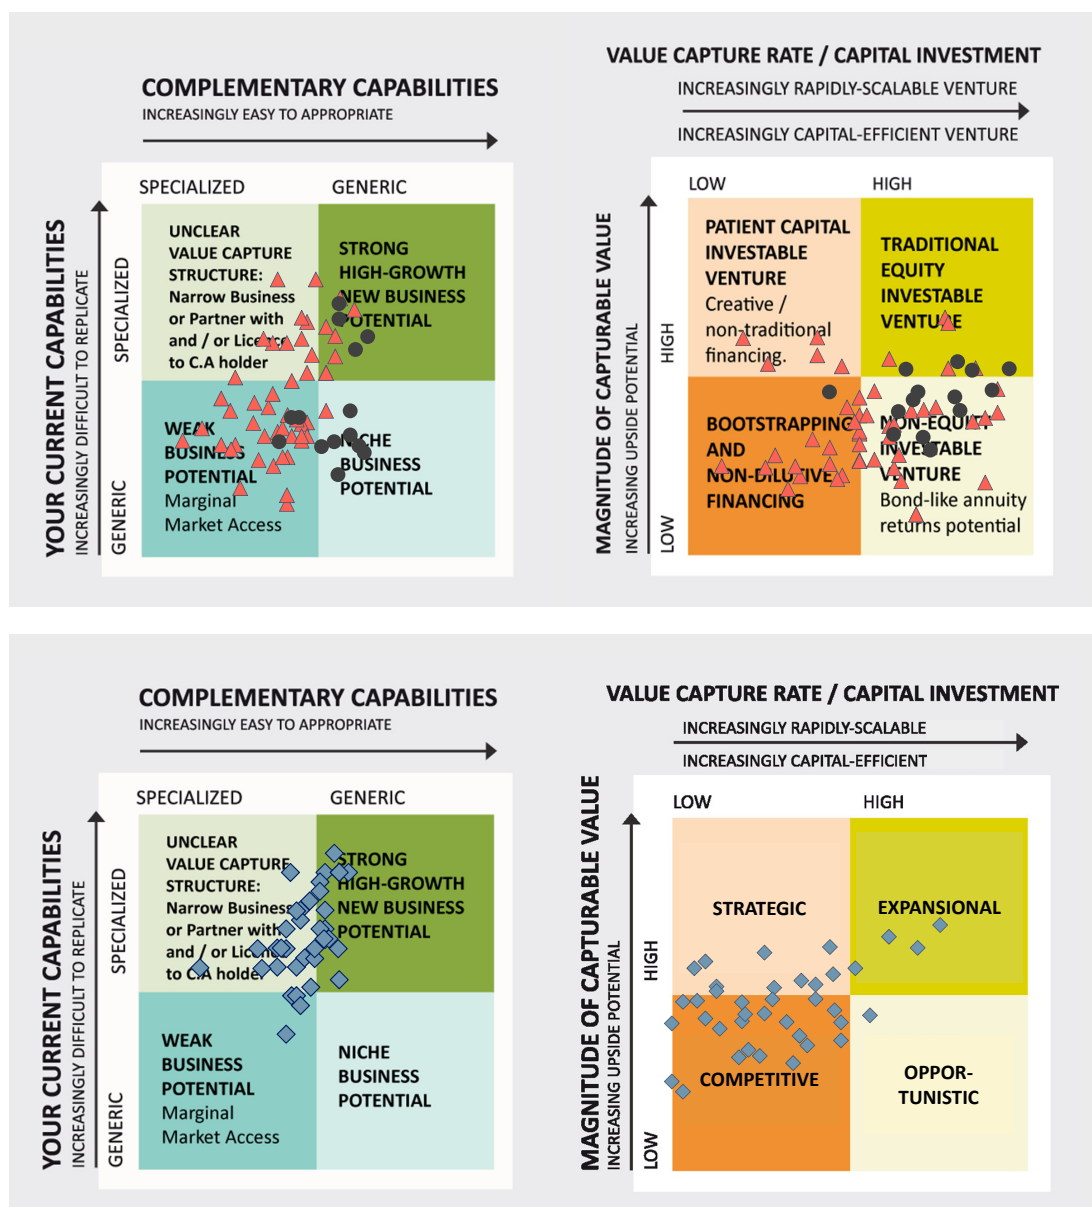 COMPLEMENTARY CAPABILITIES
INCREASINGLY EASY TO APPROPRIATE
SPECIALIZED
GENERIC
YOUR CURRENT CAPABILITIES
INCREASINGLY DIFFICULT TO REPLICATE
SPECIALIZED
GENERIC
UNCLEAR
VALUE CAPTURE
STRUCTURE:
Narrow Business
or Partner with
and / or Licence
to C.A holder
STRONG
HIGH-GROWTH
NEW BUSINESS
POTENTIAL
WEAK
BUSINESS
POTENTIAL
Marginal
Market Access
NICHE
BUSINESS
POTENTIAL
VALUE CAPTURE RATE / CAPITAL INVESTMENT
INCREASINGLY RAPIDLY-SCALABLE VENTURE
INCREASINGLY CAPITAL-EFFICIENT VENTURE
LOW
HIGH
MAGNITUDE OF CAPTURABLE VALUE
INCREASING UPSIDE POTENTIAL
HIGH
LOW
PATIENT CAPITAL
INVESTABLE
VENTURE
Creative /
non-traditional
financing.
TRADITIONAL
EQUITY
INVESTABLE
VENTURE
BOOTSTRAPPING
AND
NON-DILUTIVE
FINANCING
NON-EQUITY
INVESTABLE
VENTURE
Bond-like annuity
returns potential
COMPLEMENTARY CAPABILITIES
INCREASINGLY EASY TO APPROPRIATE
SPECIALIZED
GENERIC
YOUR CURRENT CAPABILITIES
INCREASINGLY DIFFICULT TO REPLICATE
SPECIALIZED
GENERIC
UNCLEAR
VALUE CAPTURE
STRUCTURE:
Narrow Business
or Partner with
and / or Licence
to C.A holder
STRONG
HIGH-GROWTH
NEW BUSINESS
POTENTIAL
WEAK
BUSINESS
POTENTIAL
Marginal
Market Access
NICHE
BUSINESS
POTENTIAL
VALUE CAPTURE RATE / CAPITAL INVESTMENT
INCREASINGLY RAPIDLY-SCALABLE
INCREASINGLY CAPITAL-EFFICIENT
LOW
HIGH
MAGNITUDE OF CAPTURABLE VALUE
INCREASING UPSIDE POTENTIAL
HIGH
LOW
STRATEGIC
EXPANSIONAL
COMPETITIVE
OPPOR-
TUNISTIC